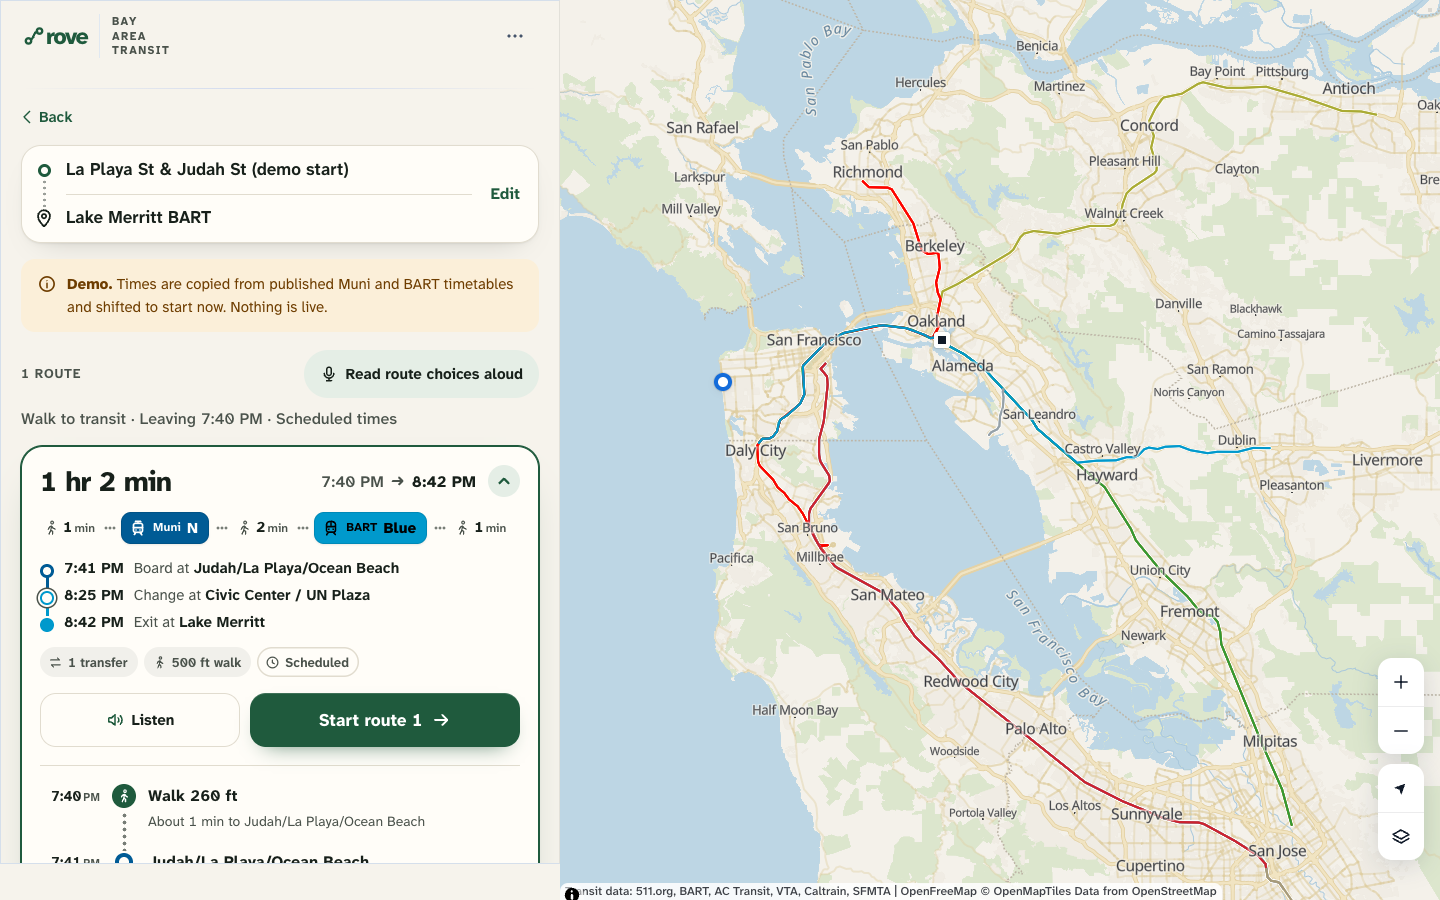 rove
BAY
AREA
TRANSIT
Back
La Playa St & Judah St (demo start)
Edit
Lake Merritt BART
Demo. Times are copied from published Muni and BART timetables
and shifted to start now. Nothing is live.
1 ROUTE
Read route choices aloud
Walk to transit · Leaving 7:40 PM · Scheduled times
1 hr 2 min
7:40 PM → 8:42 PM
1 min ··· Muni N ··· 2 min ··· BART Blue ··· 1 min
7:41 PM Board at Judah/La Playa/Ocean Beach
8:25 PM Change at Civic Center / UN Plaza
8:42 PM Exit at Lake Merritt
1 transfer
500 ft walk
Scheduled
Listen
Start route 1 →
7:40 PM Walk 260 ft
About 1 min to Judah/La Playa/Ocean Beach
7:41 PM Judah/La Playa/Ocean Beach
San Pablo Bay
Benicia
Hercules
Martinez
Bay Point
Pittsburg
Antioch
Oak
San Rafael
Concord
San Pablo
Richmond
Pleasant Hill
Clayton
Larkspur
Bre
Mill Valley
Walnut Creek
Berkeley
Danville
Blackhawk
Oakland
Camino Tassajara
San Francisco
Alameda
San Ramon
Norris Canyon
San Leandro
Daly City
Castro Valley
Dublin
Livermore
Hayward
Pleasanton
San Bruno
Pacifica
Millbrae
Union City
San Mateo
San Francisco Bay
Fremont
Newark
Redwood City
Half Moon Bay
Palo Alto
Woodside
Milpitas
Los Altos
Portola Valley
Sunnyvale
San Jose
Cupertino
nsit data: 511.org, BART, AC Transit, VTA, Caltrain, SFMTA | OpenFreeMap © OpenMapTiles Data from OpenStreetMap